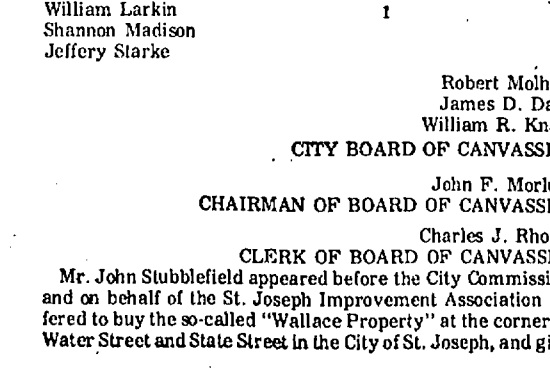 William Larkin 1
Shannon Madison
Jeffery Starke
Robert Molh
James D. Da
William R. Kn
CITY BOARD OF CANVASSE
John F. Morl
CHAIRMAN OF BOARD OF CANVASSE
Charles J. Rho
CLERK OF BOARD OF CANVASSE
Mr. John Stubblefield appeared before the City Commissi
and on behalf of the St. Joseph Improvement Association
fered to buy the so-called "Wallace Property" at the corner
Water Street and State Street in the City of St. Joseph, and gi